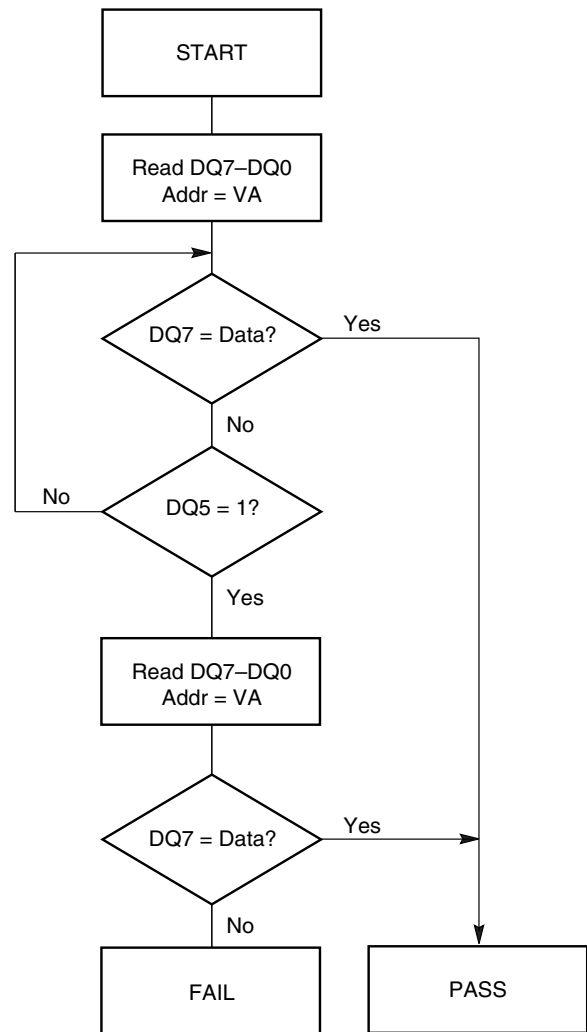 START
Read DQ7–DQ0
Addr = VA
DQ7 = Data?
Yes
No
No
DQ5 = 1?
Yes
Read DQ7–DQ0
Addr = VA
DQ7 = Data?
Yes
No
FAIL
PASS